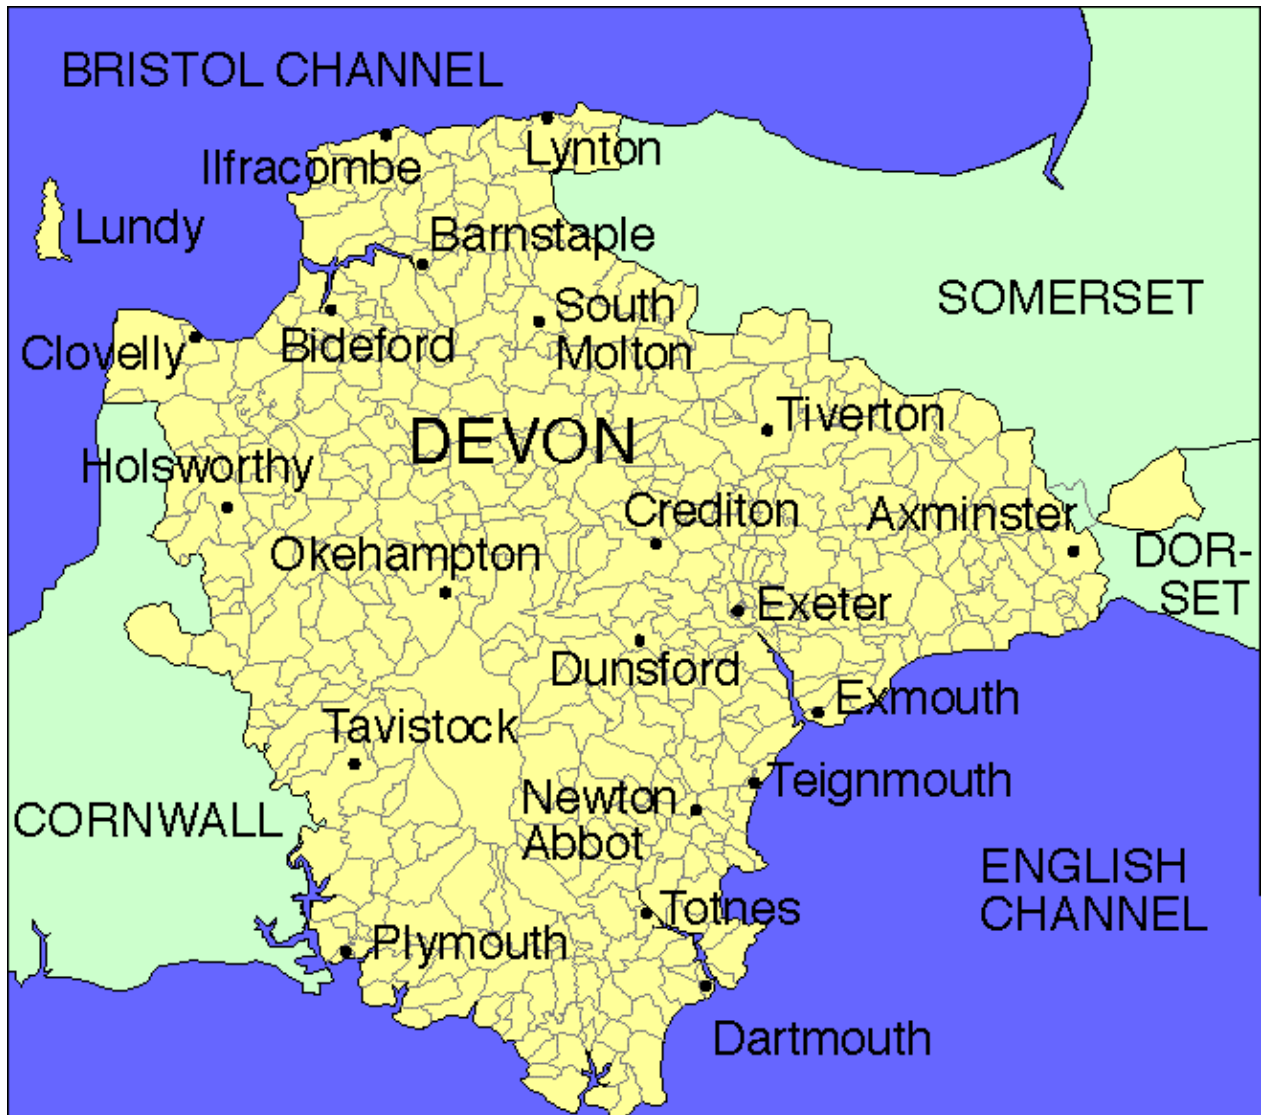 BRISTOL CHANNEL
Lynton
Ilfracombe
Lundy
Barnstaple
SOMERSET
South
Molton
Bideford
Clovelly
Tiverton
DEVON
Holsworthy
Crediton
Axminster
Okehampton
DOR-
SET
Exeter
Dunsford
Exmouth
Tavistock
Teignmouth
Newton
Abbot
CORNWALL
ENGLISH
CHANNEL
Totnes
Plymouth
Dartmouth